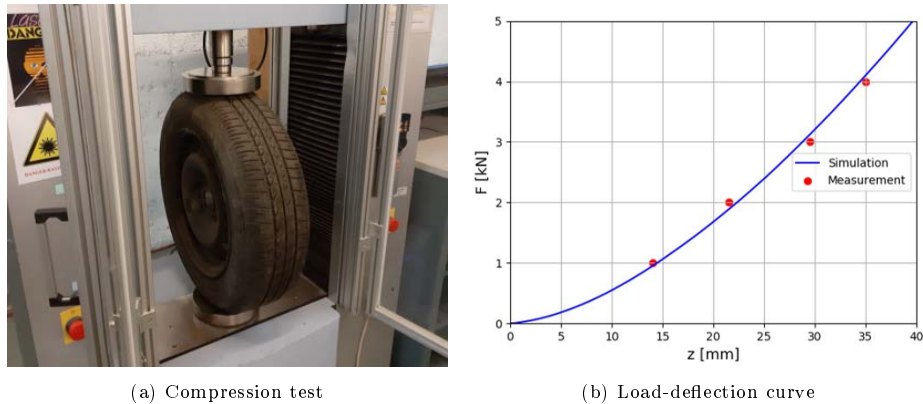 Laser
DANGER
5
4
3
2
1
0
F [kN]
Simulation
Measurement
0 5 10 15 20 25 30 35 40
z [mm]
(a) Compression test
(b) Load-deflection curve